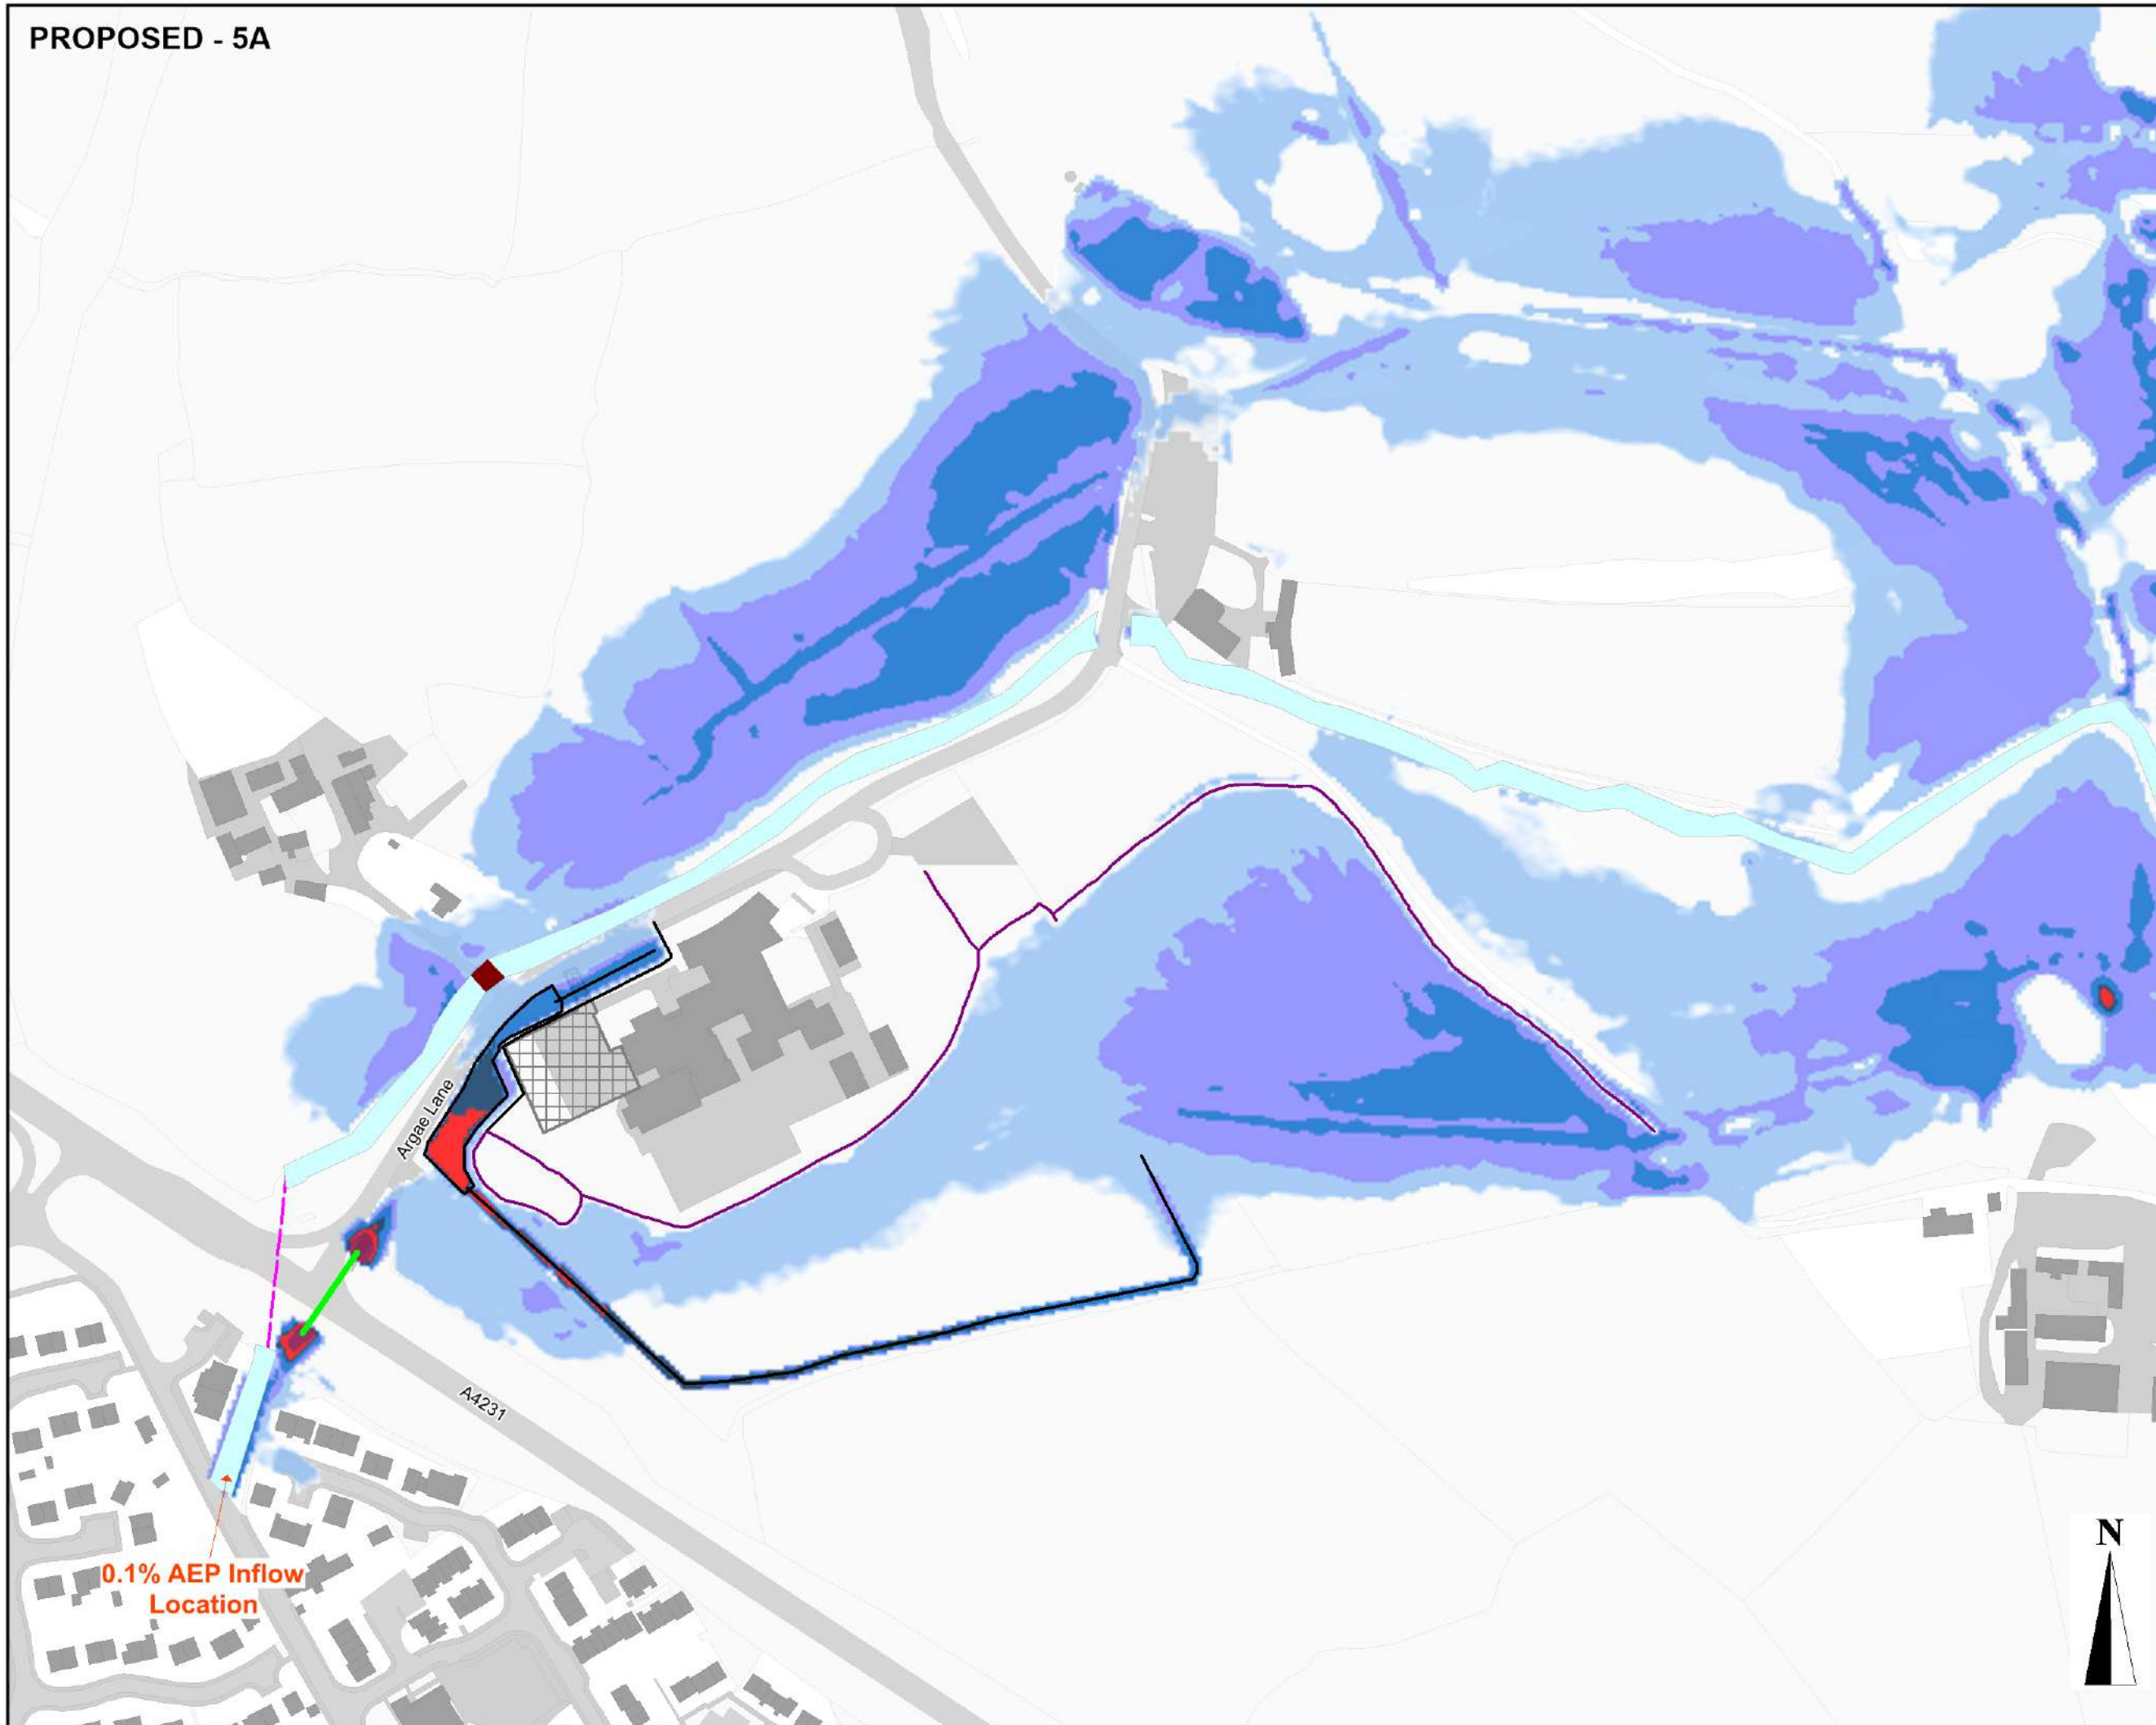 PROPOSED - 5A
Argae Lane
A4231
0.1% AEP Inflow
Location
N